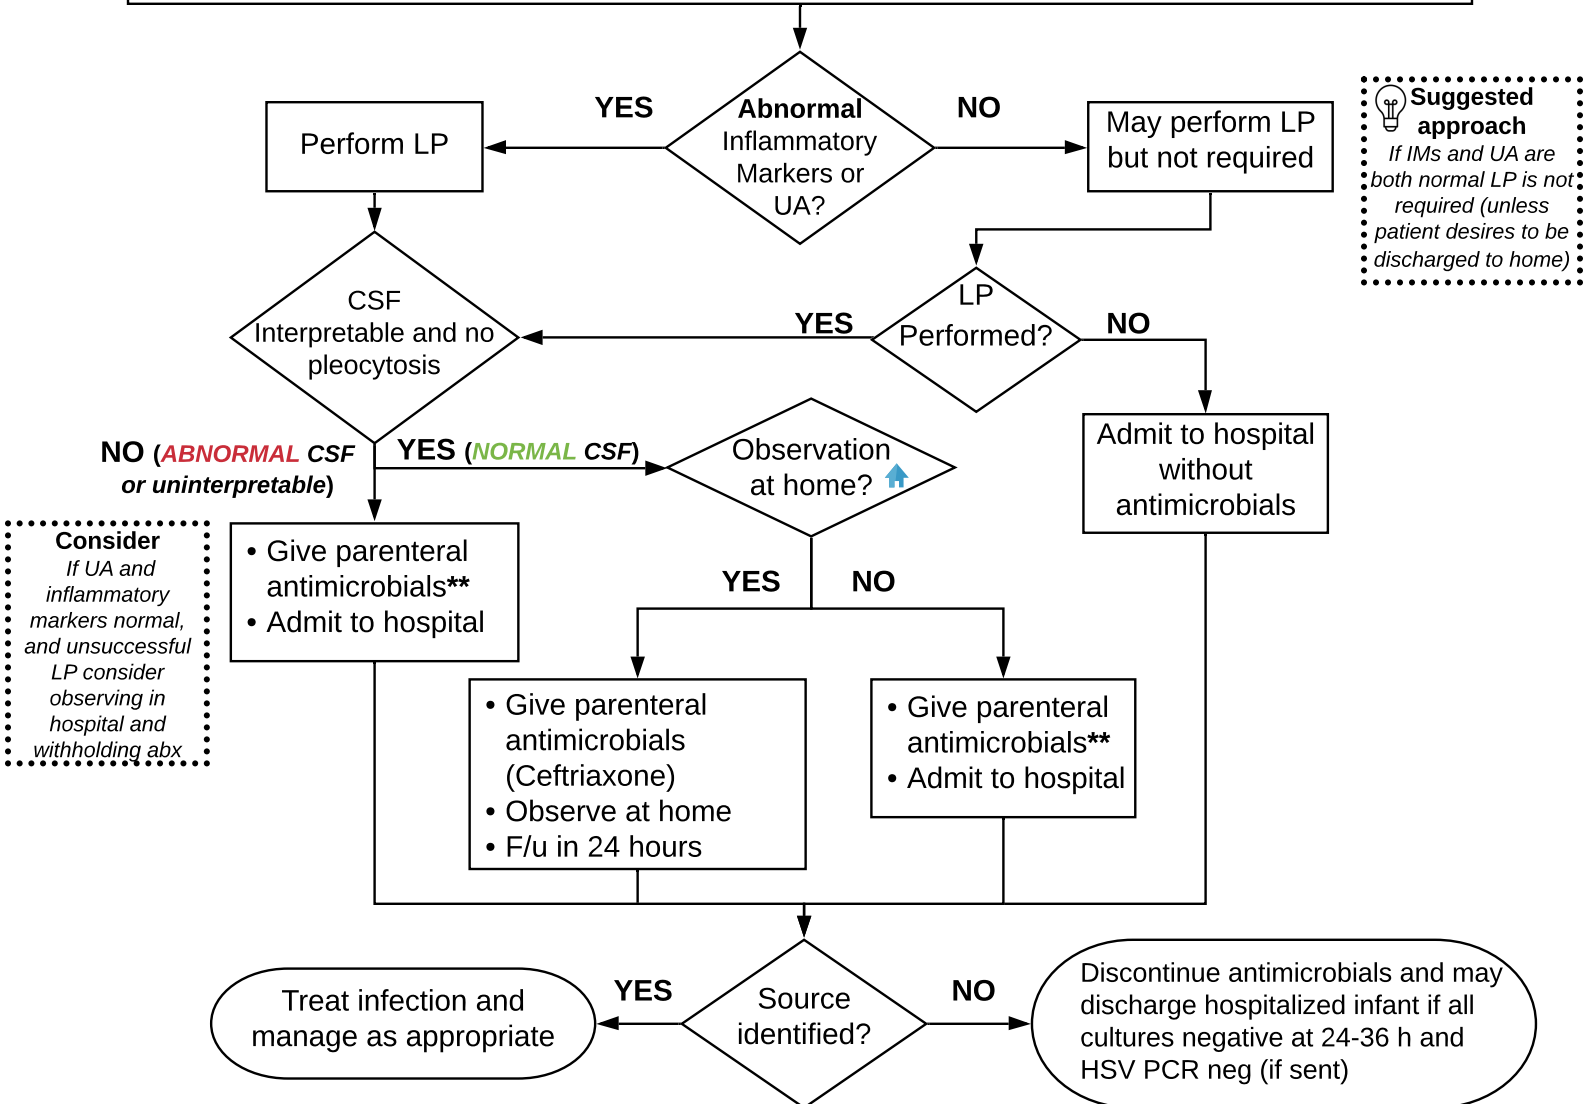 YES
Abnormal
Inflammatory
Markers or
UA?
NO
Perform LP
May perform LP
but not required
Suggested
approach
If IMs and UA are
both normal LP is not
required (unless
patient desires to be
discharged to home)
CSF
Interpretable and no
pleocytosis
YES
LP
Performed?
NO
NO (ABNORMAL CSF
or uninterpretable)
YES (NORMAL CSF)
Observation
at home?
Admit to hospital
without
antimicrobials
Consider
If UA and
inflammatory
markers normal,
and unsuccessful
LP consider
observing in
hospital and
withholding abx
• Give parenteral
antimicrobials**
• Admit to hospital
YES
NO
• Give parenteral
antimicrobials
(Ceftriaxone)
• Observe at home
• F/u in 24 hours
• Give parenteral
antimicrobials**
• Admit to hospital
Treat infection and
manage as appropriate
YES
Source
identified?
NO
Discontinue antimicrobials and may
discharge hospitalized infant if all
cultures negative at 24-36 h and
HSV PCR neg (if sent)